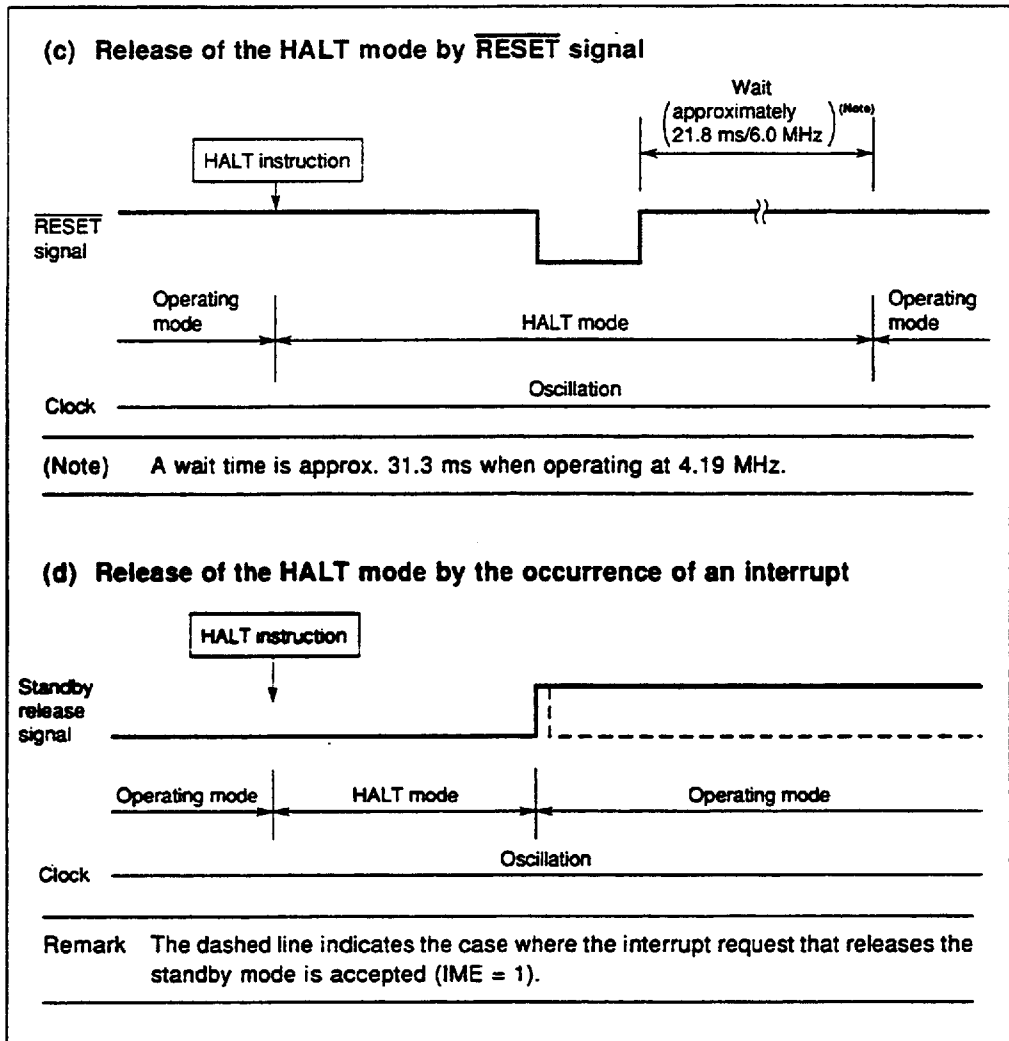 (c) Release of the HALT mode by RESET signal
Wait
(approximately
21.8 ms/6.0 MHz) (Note)
HALT instruction
RESET
signal
Operating
mode
HALT mode
Operating
mode
Oscillation
Clock
(Note) A wait time is approx. 31.3 ms when operating at 4.19 MHz.
(d) Release of the HALT mode by the occurrence of an interrupt
HALT instruction
Standby
release
signal
Operating mode
HALT mode
Operating mode
Oscillation
Clock
Remark The dashed line indicates the case where the interrupt request that releases the
standby mode is accepted (IME = 1).